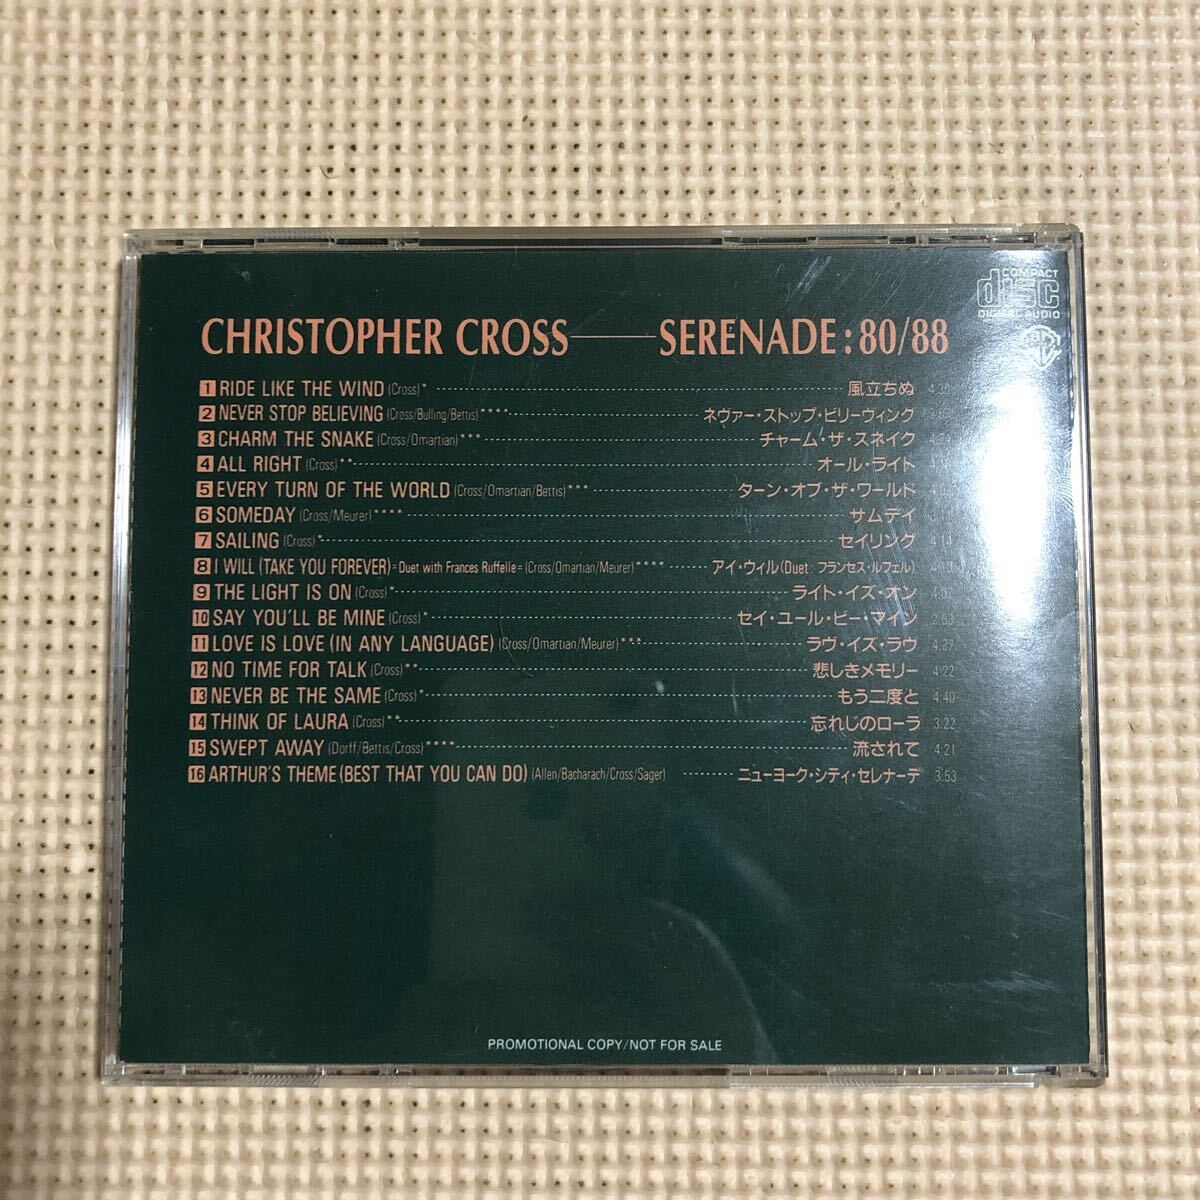 COMPACT
disc
DIGITAL AUDIO
CHRISTOPHER CROSS——SERENADE:80/88
1 RIDE LIKE THE WIND (Cross)* 風立ちぬ 4:30
2 NEVER STOP BELIEVING (Cross/Bulling/Bettis)**** ネヴァー・ストップ・ビリーヴィング
3 CHARM THE SNAKE (Cross/Omartian)*** チャーム・ザ・スネイク
4 ALL RIGHT (Cross)** オール・ライト
5 EVERY TURN OF THE WORLD (Cross/Omartian/Bettis)*** ターン・オブ・ザ・ワールド
6 SOMEDAY (Cross/Meurer)**** サムデイ
7 SAILING (Cross)* セイリング 4:14
8 I WILL (TAKE YOU FOREVER) - Duet with Frances Ruffelle - (Cross/Omartian/Meurer)**** アイ・ウィル(Duet: フランセス・ルフェル)
9 THE LIGHT IS ON (Cross)* ライト・イズ・オン 4:07
10 SAY YOU'LL BE MINE (Cross)* セイ・ユール・ビー・マイン 2:53
11 LOVE IS LOVE (IN ANY LANGUAGE) (Cross/Omartian/Meurer)*** ラヴ・イズ・ラヴ 4:27
12 NO TIME FOR TALK (Cross)** 悲しきメモリー 4:22
13 NEVER BE THE SAME (Cross)* もう二度と 4:40
14 THINK OF LAURA (Cross)** 忘れじのローラ 3:22
15 SWEPT AWAY (Dorff/Bettis/Cross)**** 流されて 4:21
16 ARTHUR'S THEME (BEST THAT YOU CAN DO) (Allen/Bacharach/Cross/Sager) ニューヨーク・シティ・セレナーデ 3:53
PROMOTIONAL COPY/NOT FOR SALE